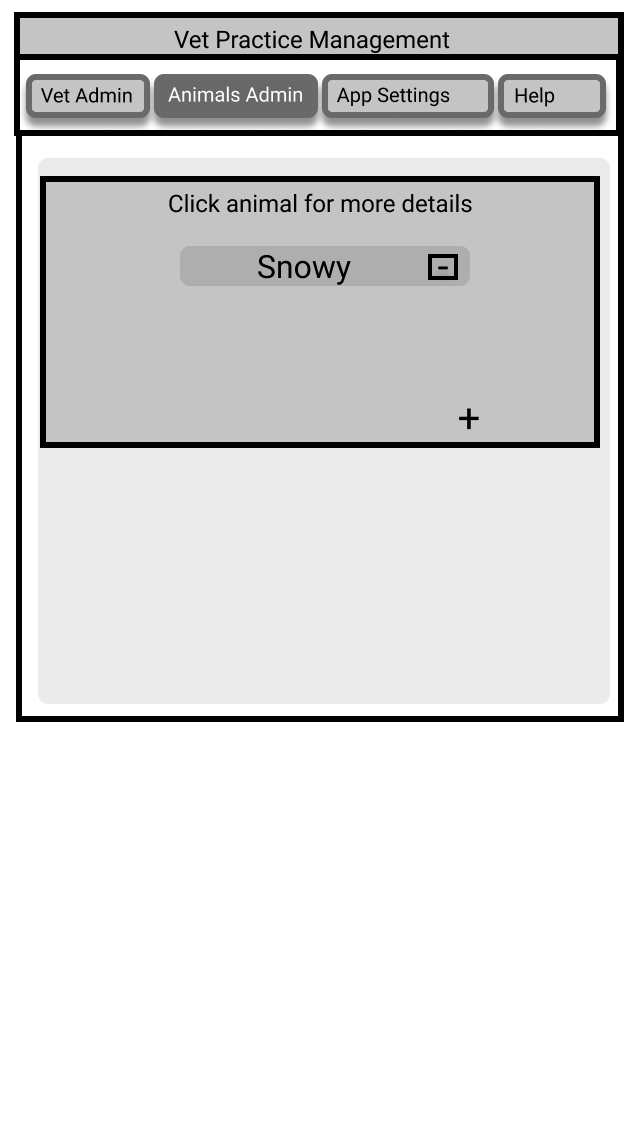 Vet Practice Management
Vet Admin Animals Admin App Settings Help
Click animal for more details
Snowy -
+